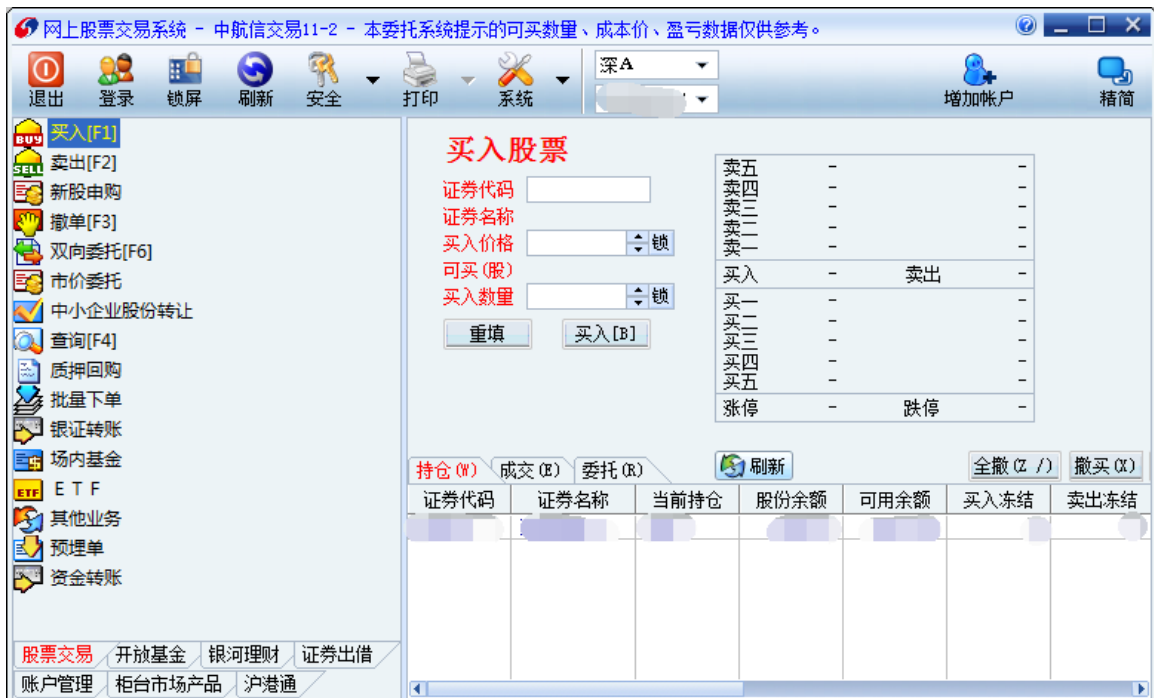 网上股票交易系统 - 中航信交易11-2 - 本委托系统提示的可买数量、成本价、盈亏数据仅供参考。
退出 登录 锁屏 刷新 安全 打印 系统 深A 增加帐户 精简
BUY 买入[F1]
SELL 卖出[F2]
新股申购
撤单[F3]
双向委托[F6]
市价委托
中小企业股份转让
查询[F4]
质押回购
批量下单
银证转账
场内基金
ETF E T F
其他业务
预埋单
资金转账
股票交易 开放基金 银河理财 证券出借
账户管理 柜台市场产品 沪港通
买入股票
证券代码
证券名称
买入价格 锁
可买(股)
买入数量 锁
重填 买入[B]
卖五 - -
卖四 - -
卖三 - -
卖二 - -
卖一 - -
买入 - 卖出 -
买一 - -
买二 - -
买三 - -
买四 - -
买五 - -
涨停 - 跌停 -
持仓(W) 成交(E) 委托(R) 刷新 全撤(Z /) 撤买(X)
证券代码 证券名称 当前持仓 股份余额 可用余额 买入冻结 卖出冻结